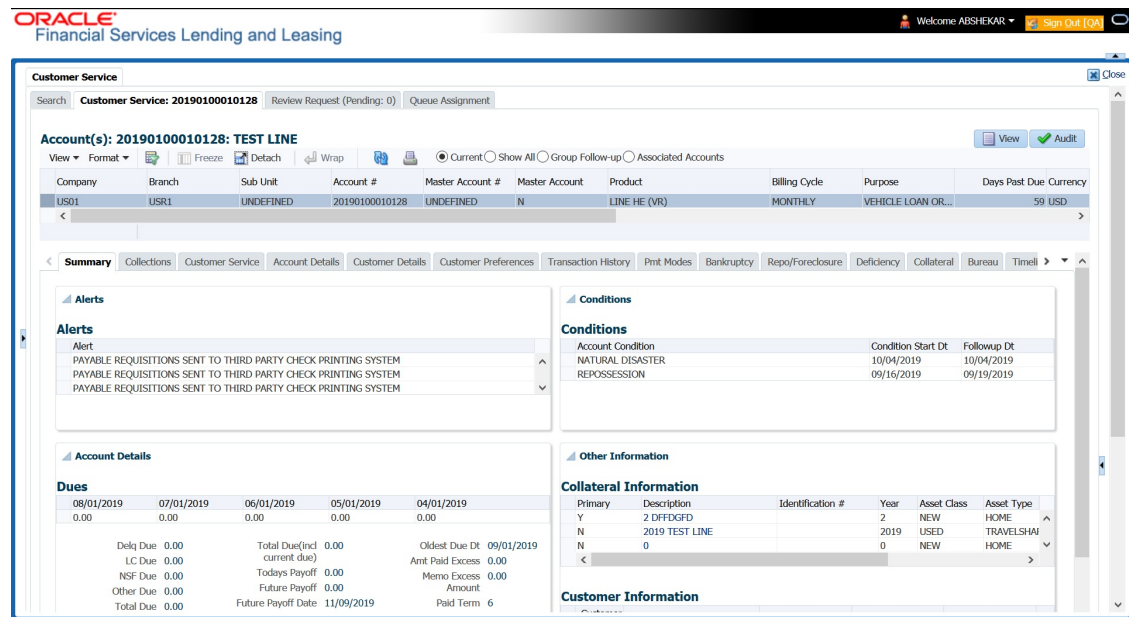 ORACLE
Financial Services Lending and Leasing
Welcome ABSHEKAR
Sign Out [QA]
Close
Customer Service
Search Customer Service: 20190100010128 Review Request (Pending: 0) Queue Assignment
Account(s): 20190100010128: TEST LINE
View Audit
View Format Freeze Detach Wrap Current Show All Group Follow-up Associated Accounts
Company Branch Sub Unit Account # Master Account # Master Account Product Billing Cycle Purpose Days Past Due Currency
US01 USR1 UNDEFINED 20190100010128 UNDEFINED N LINE HE (VR) MONTHLY VEHICLE LOAN OR... 59 USD
Summary Collections Customer Service Account Details Customer Details Customer Preferences Transaction History Pmt Modes Bankruptcy Repo/Foreclosure Deficiency Collateral Bureau Timeli
Alerts
Alerts
Alert
PAYABLE REQUISITIONS SENT TO THIRD PARTY CHECK PRINTING SYSTEM
PAYABLE REQUISITIONS SENT TO THIRD PARTY CHECK PRINTING SYSTEM
PAYABLE REQUISITIONS SENT TO THIRD PARTY CHECK PRINTING SYSTEM
Conditions
Conditions
Account Condition Condition Start Dt Followup Dt
NATURAL DISASTER 10/04/2019 10/04/2019
REPOSSESSION 09/16/2019 09/19/2019
Account Details
Dues
08/01/2019 07/01/2019 06/01/2019 05/01/2019 04/01/2019
0.00 0.00 0.00 0.00 0.00
Delq Due 0.00
LC Due 0.00
NSF Due 0.00
Other Due 0.00
Total Due 0.00
Total Due(incl current due) 0.00
Todays Payoff 0.00
Future Payoff 0.00
Future Payoff Date 11/09/2019
Oldest Due Dt 09/01/2019
Amt Paid Excess 0.00
Memo Excess Amount 0.00
Paid Term 6
Other Information
Collateral Information
Primary Description Identification # Year Asset Class Asset Type
Y 2 DFFDGFD 2 NEW HOME
N 2019 TEST LINE 2019 USED TRAVELSHAR
N 0 0 NEW HOME
Customer Information